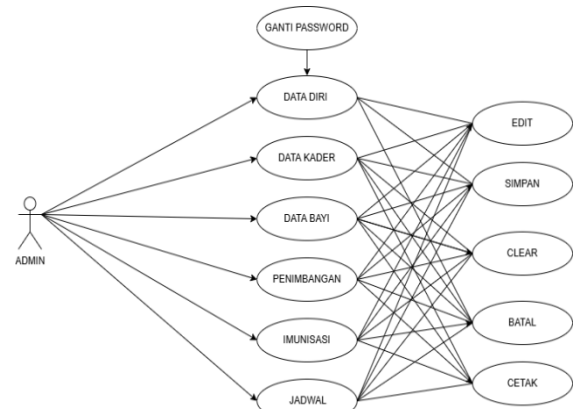 GANTI PASSWORD
DATA DIRI
EDIT
DATA KADER
SIMPAN
DATA BAYI
ADMIN
CLEAR
PENIMBANGAN
BATAL
IMUNISASI
CETAK
JADWAL